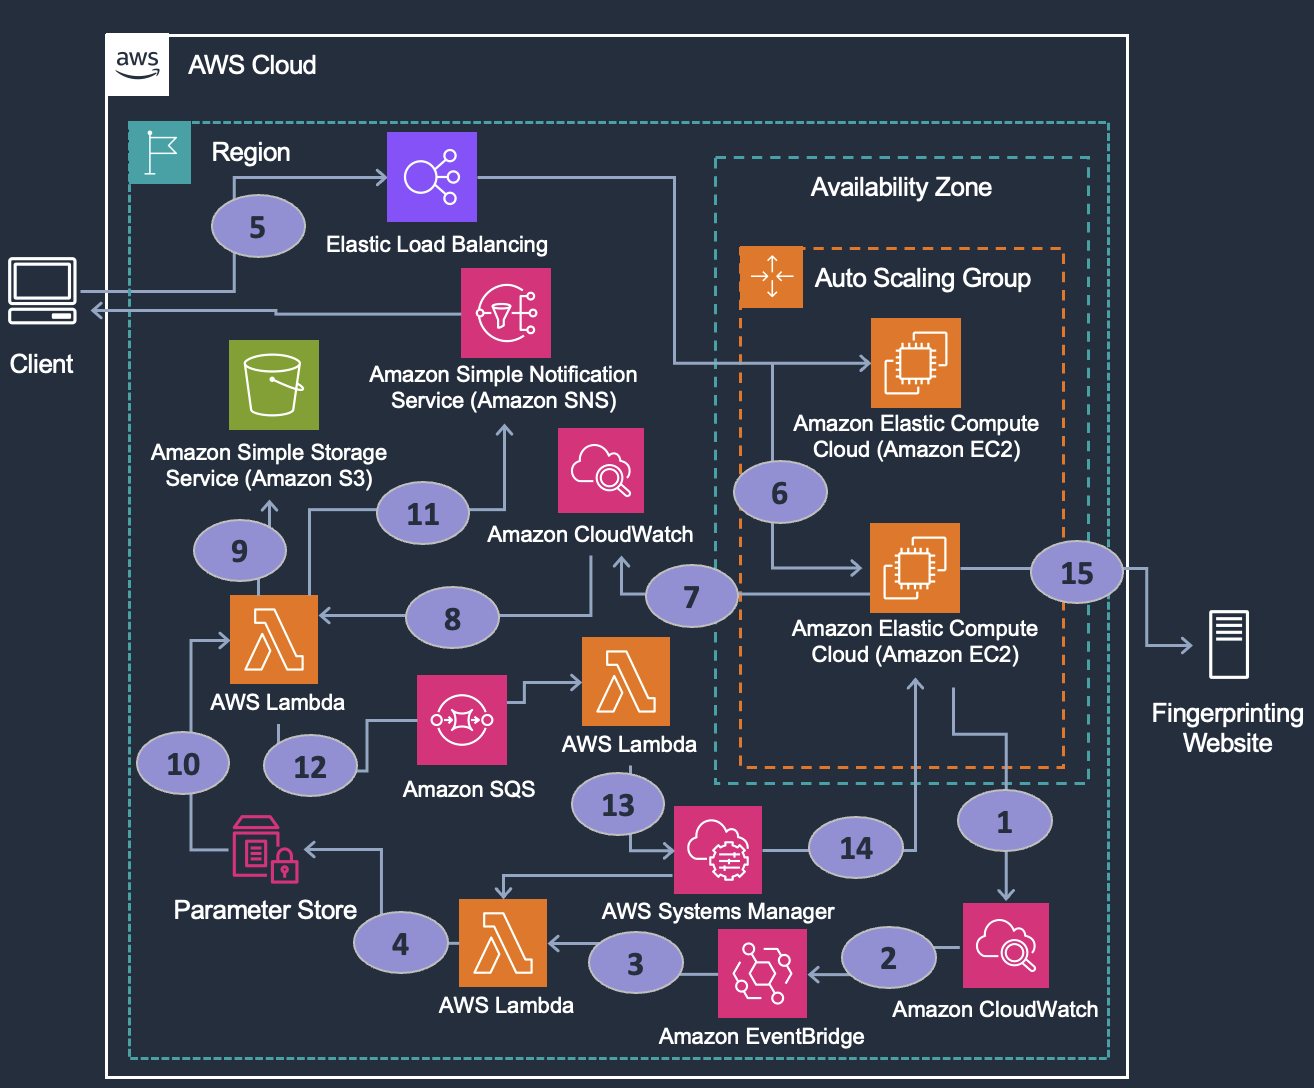 aws
AWS Cloud
Region
Availability Zone
5
Elastic Load Balancing
Auto Scaling Group
Client
Amazon Simple Notification
Service (Amazon SNS)
Amazon Elastic Compute
Cloud (Amazon EC2)
Amazon Simple Storage
Service (Amazon S3)
11
6
9
Amazon CloudWatch
15
7
8
Amazon Elastic Compute
Cloud (Amazon EC2)
AWS Lambda
Fingerprinting
Website
AWS Lambda
10
12
Amazon SQS
13
1
14
Parameter Store
AWS Systems Manager
4
3
2
AWS Lambda
Amazon CloudWatch
Amazon EventBridge